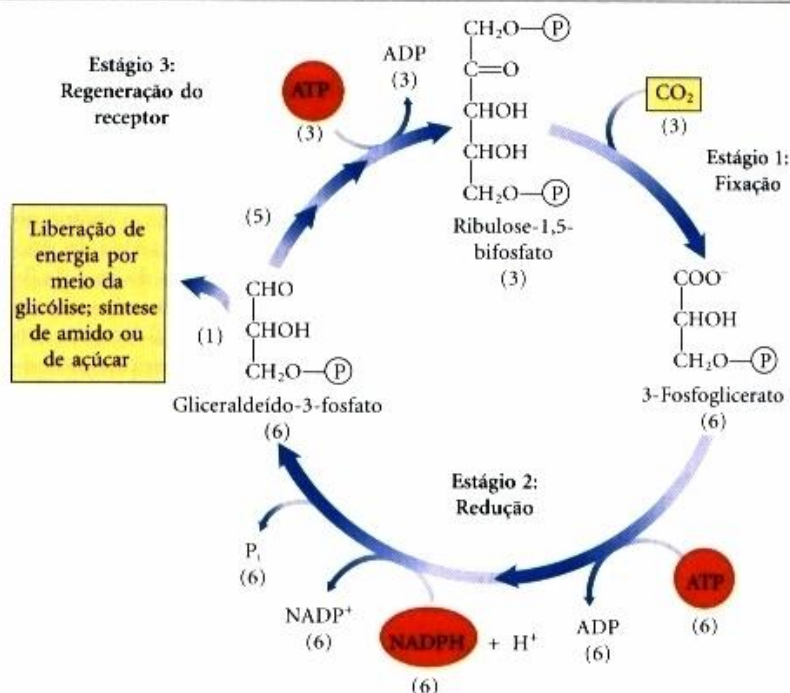 Estágio 3:
Regeneração do
receptor
ATP
(3)
ADP
(3)
CH₂O—Ⓟ
C=O
CHOH
CHOH
CH₂O—Ⓟ
Ribulose-1,5-
bifosfato
(3)
CO₂
(3)
Estágio 1:
Fixação
COO⁻
CHOH
CH₂O—Ⓟ
3-Fosfoglicerato
(6)
ATP
(6)
ADP
(6)
Estágio 2:
Redução
NADPH + H⁺
(6)
NADP⁺
(6)
Pᵢ
(6)
CHO
CHOH
CH₂O—Ⓟ
Gliceraldeído-3-fosfato
(6)
(5)
(1)
Liberação de
energia por
meio da
glicólise; síntese
de amido ou
de açúcar